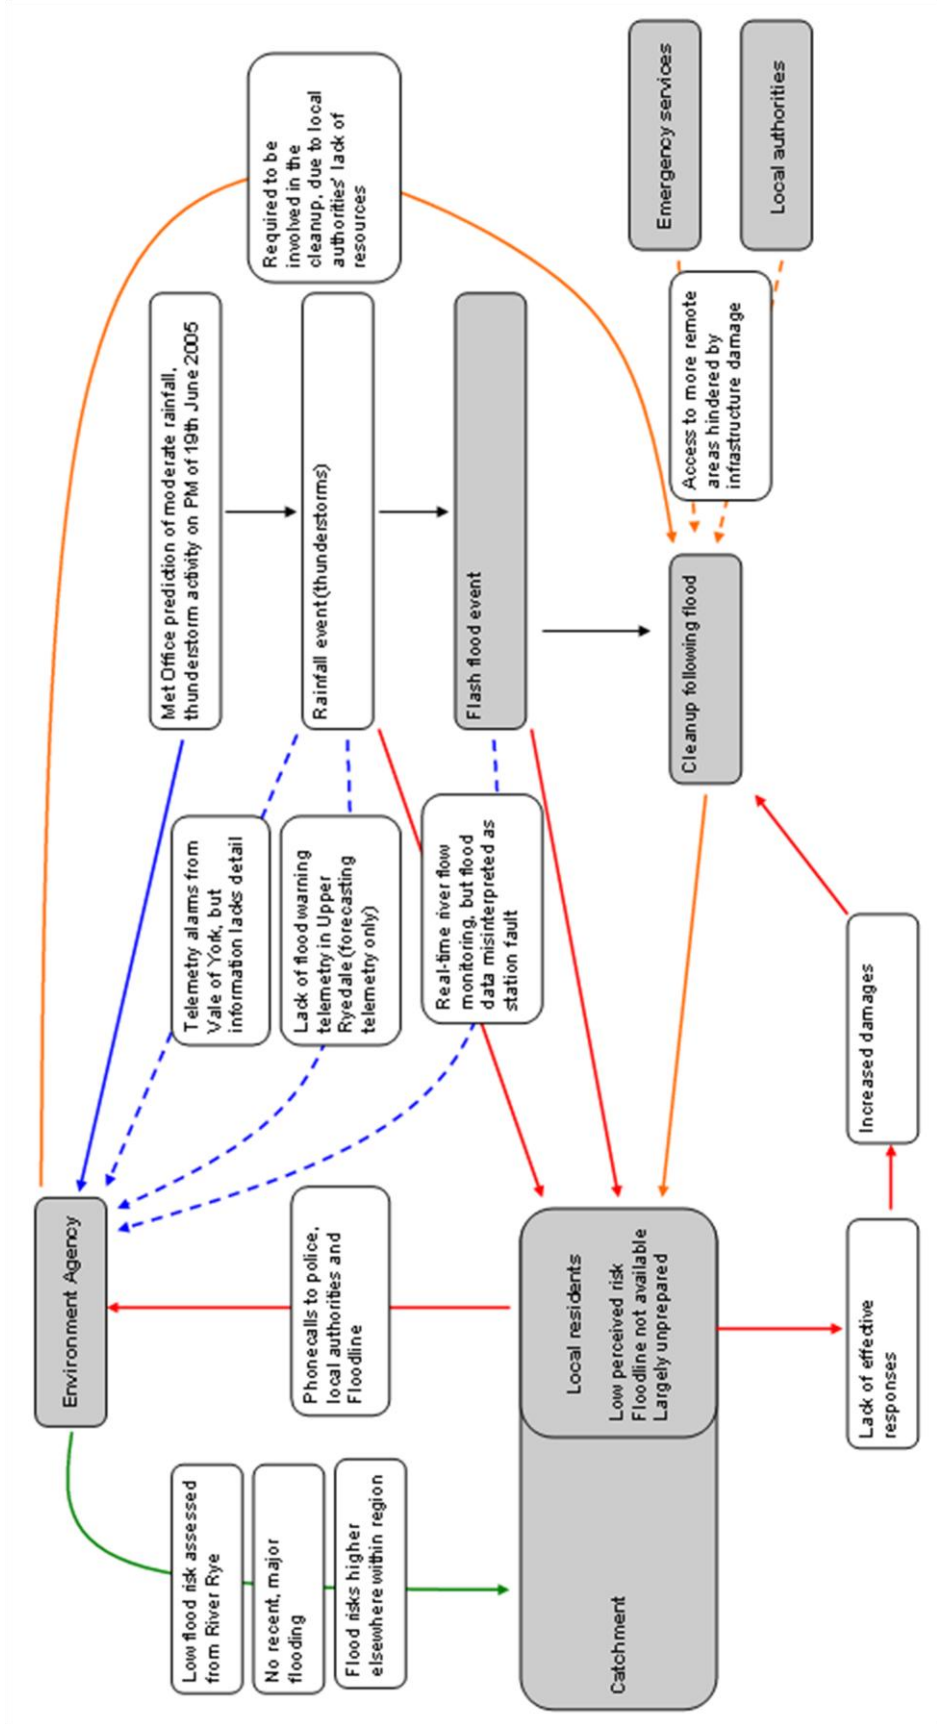 Environment Agency
Low flood risk assessed
from River Rye
No recent, major
flooding
Flood risks higher
elsewhere within region
Phonecalls to police,
local authorities and
Floodline
Telemetry alarms from
Vale of York, but
information lacks detail
Lack of flood warning
telemetry in Upper
Ryedale (forecasting
telemetry only)
Real-time river flow
monitoring, but flood
data misinterpreted as
station fault
Met Office prediction of moderate rainfall,
thunderstorm activity on PM of 19th June 2005
Rainfall event (thunderstorms)
Flash flood event
Required to be
involved in the
cleanup, due to local
authorities' lack of
resources
Catchment
Local residents
Low perceived risk
Floodline not available
Largely unprepared
Cleanup following flood
Access to more remote
areas hindered by
infrastructure damage
Emergency services
Local authorities
Lack of effective
responses
Increased damages